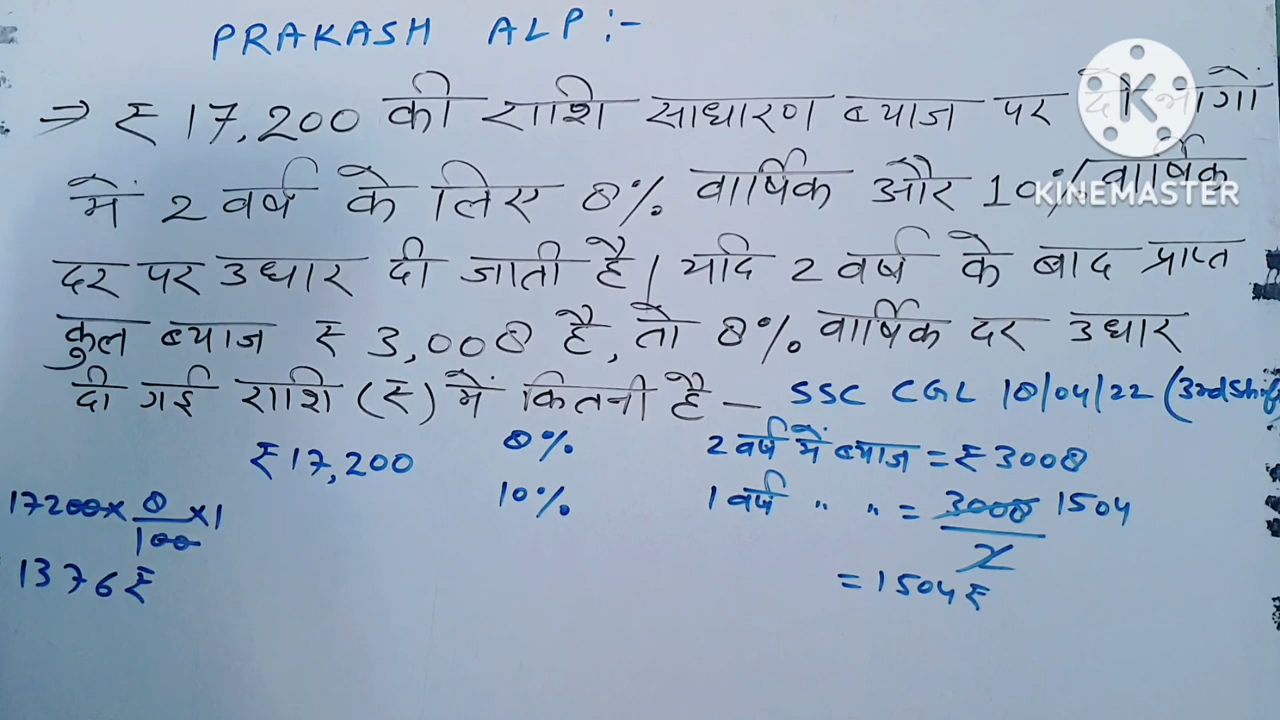 PRAKASH ALP :-
⇒ ₹ 17,200 की राशि साधारण ब्याज पर
में 2 वर्ष के लिए 8% वार्षिक और 10% वार्षिक
KINEMASTER
दर पर उधार दी जाती है। यदि 2 वर्ष के बाद प्राप्त
कुल ब्याज ₹ 3,008 है, तो 8% वार्षिक दर उधार
दी गई राशि (₹) में कितनी है — SSC CGL 18/04/22 (3rd Shif
₹17,200 8% 2 वर्ष में ब्याज = ₹3008
17200 × 8/100 × 1 10% 1 वर्ष " " = 3008/2 1504
1376₹ = 1504₹